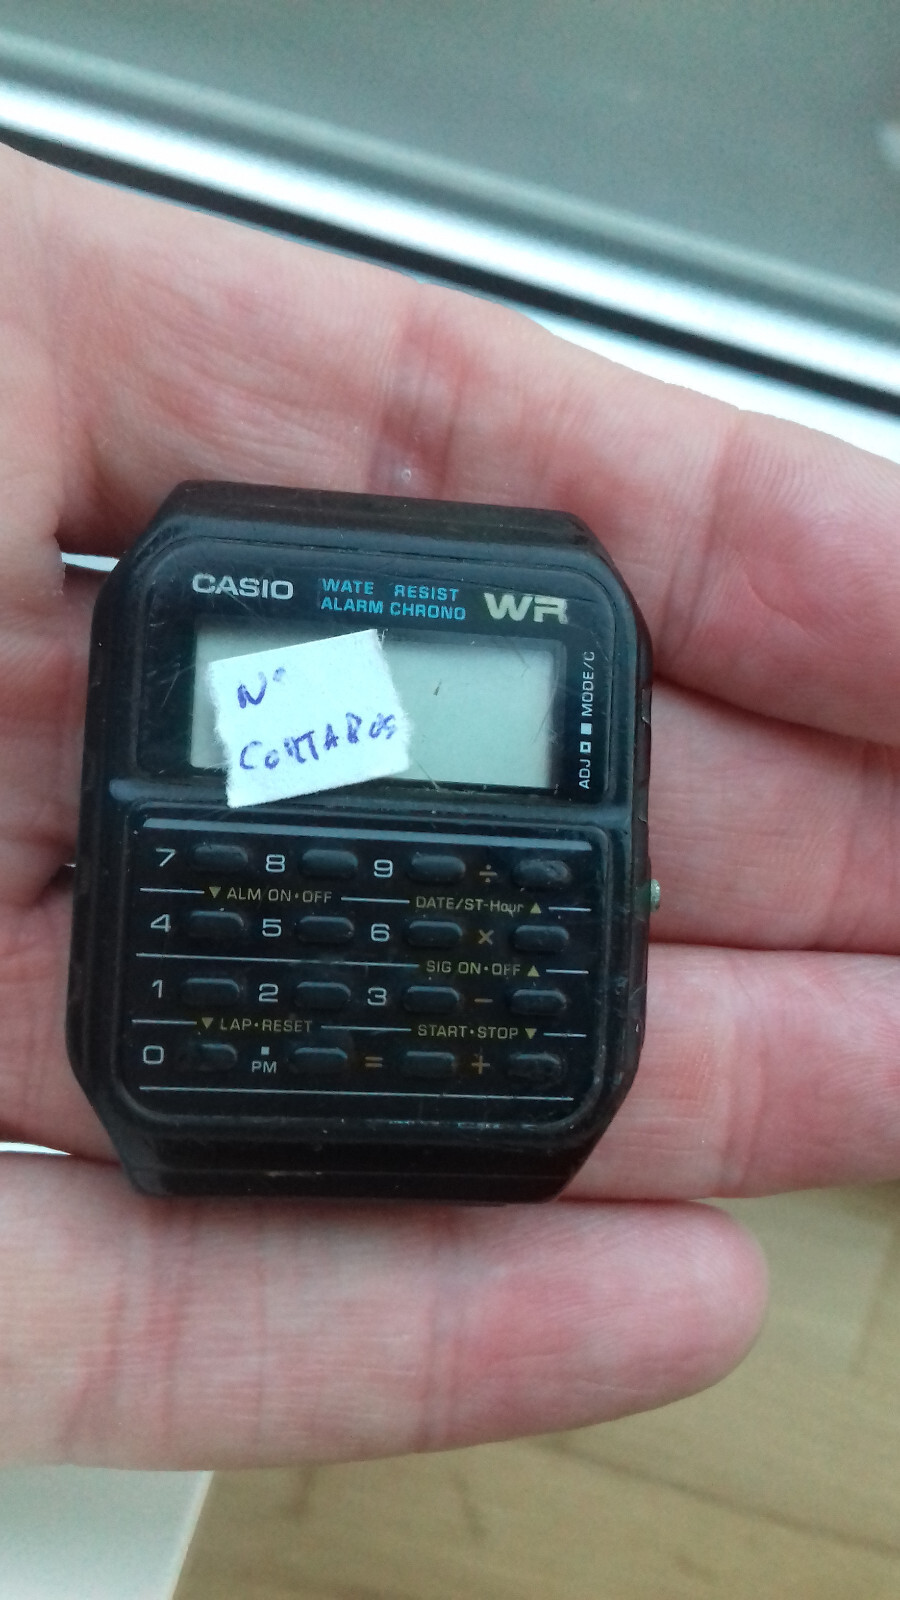 CASIO
WATE RESIST
ALARM CHRONO
WR
N°
ADJ MODE/C
7 8 9 ÷
▼ ALM ON·OFF DATE/ST-Hour ▲
4 5 6 ×
SIG ON·OFF ▲
1 2 3 −
▼ LAP·RESET START·STOP ▼
0 . = +
PM